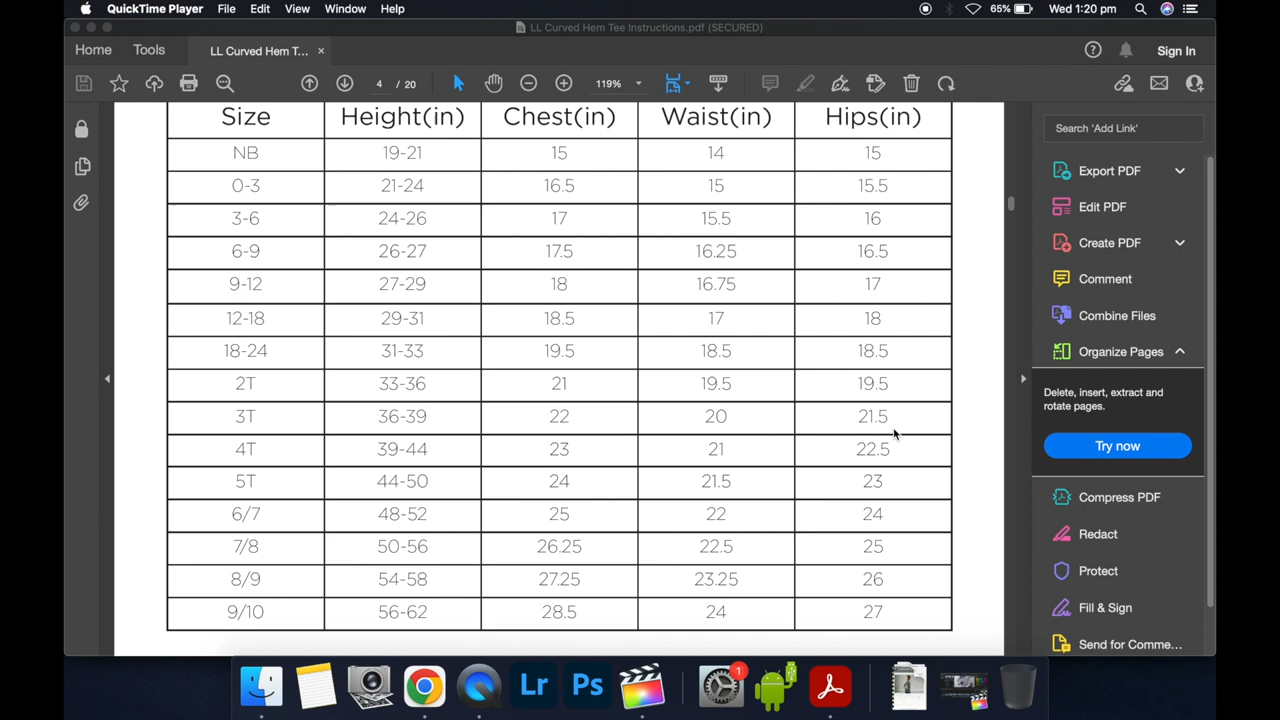 QuickTime Player File Edit View Window Help 65% Wed 1:20 pm
LL Curved Hem Tee Instructions.pdf (SECURED)
Home Tools LL Curved Hem T... × Sign In
4 / 20 119%
Size Height(in) Chest(in) Waist(in) Hips(in)
NB 19-21 15 14 15
0-3 21-24 16.5 15 15.5
3-6 24-26 17 15.5 16
6-9 26-27 17.5 16.25 16.5
9-12 27-29 18 16.75 17
12-18 29-31 18.5 17 18
18-24 31-33 19.5 18.5 18.5
2T 33-36 21 19.5 19.5
3T 36-39 22 20 21.5
4T 39-44 23 21 22.5
5T 44-50 24 21.5 23
6/7 48-52 25 22 24
7/8 50-56 26.25 22.5 25
8/9 54-58 27.25 23.25 26
9/10 56-62 28.5 24 27
Search 'Add Link'
Export PDF
Edit PDF
Create PDF
Comment
Combine Files
Organize Pages
Delete, insert, extract and
rotate pages.
Try now
Compress PDF
Redact
Protect
Fill & Sign
Send for Comme...
Lr Ps 1